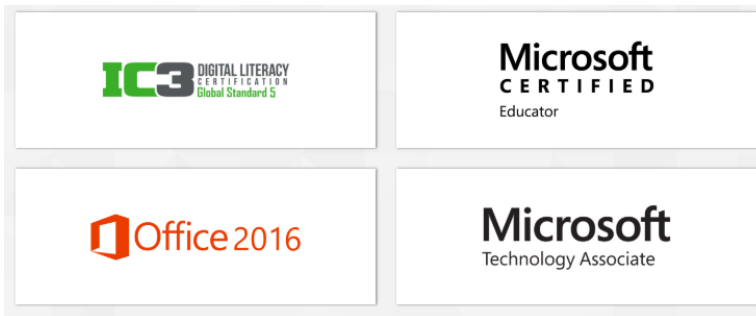 IC3 DIGITAL LITERACY
CERTIFICATION
Global Standard 5
Microsoft
CERTIFIED
Educator
Office 2016
Microsoft
Technology Associate